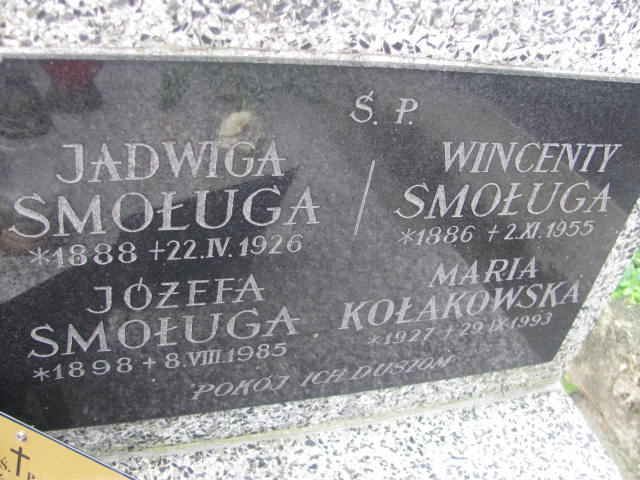 Ś. P.
JADWIGA
SMOŁUGA
*1888 +22.IV.1926
WINCENTY
SMOŁUGA
*1886 +2.XI.1955
JÓZEFA
SMOŁUGA
*1898 +8.VIII.1985
MARIA
KOŁAKOWSKA
*1927 +29.IX.1993
POKÓJ ICH DUSZOM
Ś. P